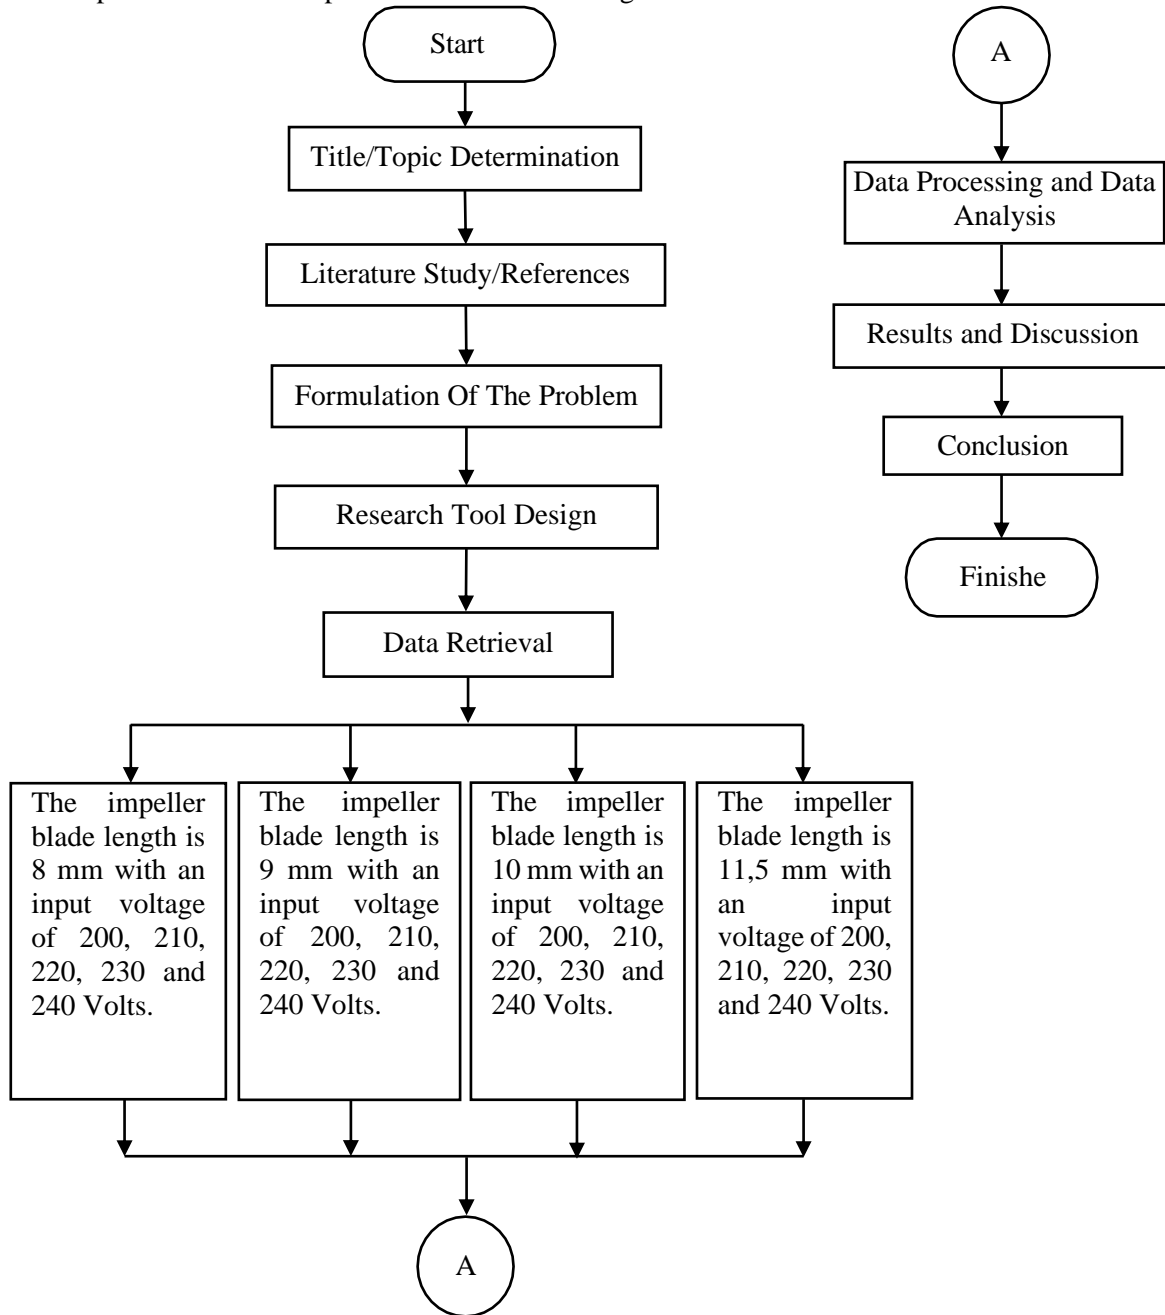 Start
Title/Topic Determination
Literature Study/References
Formulation Of The Problem
Research Tool Design
Data Retrieval
The impeller
blade length is
8 mm with an
input voltage
of 200, 210,
220, 230 and
240 Volts.
The impeller
blade length is
9 mm with an
input voltage
of 200, 210,
220, 230 and
240 Volts.
The impeller
blade length is
10 mm with an
input voltage
of 200, 210,
220, 230 and
240 Volts.
The impeller
blade length is
11,5 mm with
an input
voltage of 200,
210, 220, 230
and 240 Volts.
A
A
Data Processing and Data
Analysis
Results and Discussion
Conclusion
Finishe